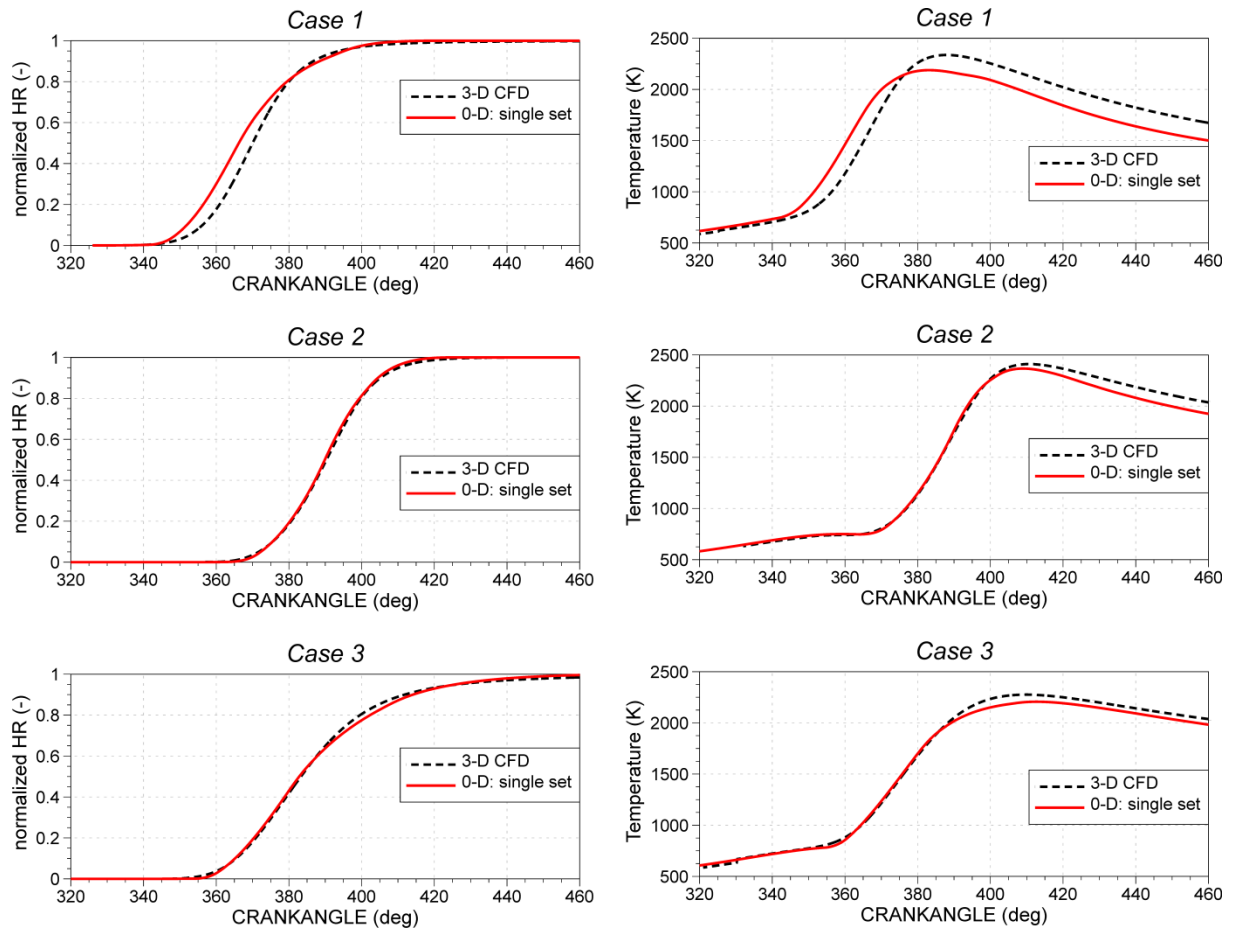 Case 1
normalized HR (-)
1
0.8
0.6
0.4
0.2
0
320 340 360 380 400 420 440 460
CRANKANGLE (deg)
3-D CFD
0-D: single set
Case 1
Temperature (K)
2500
2000
1500
1000
500
320 340 360 380 400 420 440 460
CRANKANGLE (deg)
3-D CFD
0-D: single set
Case 2
normalized HR (-)
1
0.8
0.6
0.4
0.2
0
320 340 360 380 400 420 440 460
CRANKANGLE (deg)
3-D CFD
0-D: single set
Case 2
Temperature (K)
2500
2000
1500
1000
500
320 340 360 380 400 420 440 460
CRANKANGLE (deg)
3-D CFD
0-D: single set
Case 3
normalized HR (-)
1
0.8
0.6
0.4
0.2
0
320 340 360 380 400 420 440 460
CRANKANGLE (deg)
3-D CFD
0-D: single set
Case 3
Temperature (K)
2500
2000
1500
1000
500
320 340 360 380 400 420 440 460
CRANKANGLE (deg)
3-D CFD
0-D: single set